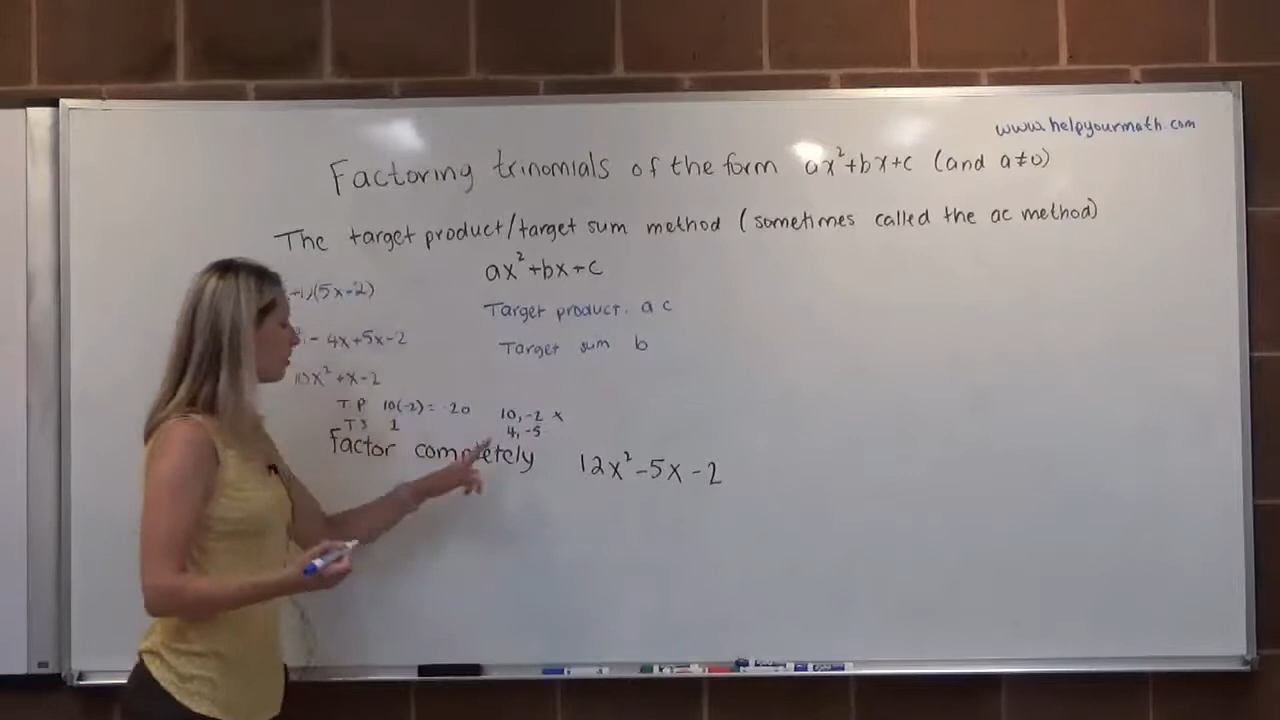 www.helpyourmath.com
Factoring trinomials of the form ax²+bx+c (and a≠0)
The target product/target sum method (sometimes called the ac method)
ax²+bx+c
(5x-2)
Target product. a c
- 4x+5x-2
Target sum b
10x²+x-2
T P 10(-2)= -20
10, -2 x
T S 1
4, -5
Factor completely 12x²-5x-2